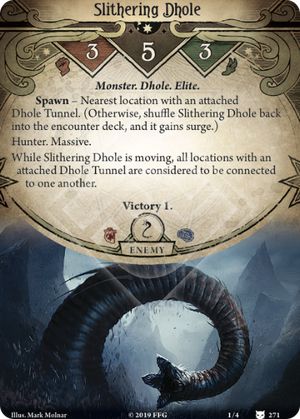 Slithering Dhole
3 5 3
Monster. Dhole. Elite.
Spawn – Nearest location with an attached
Dhole Tunnel. (Otherwise, shuffle Slithering Dhole back
into the encounter deck, and it gains surge.)
Hunter. Massive.
While Slithering Dhole is moving, all locations with
an attached Dhole Tunnel are considered to be connected
to one another.
Victory 1.
ENEMY
Illus. Mark Molnar
© 2019 FFG
1/4
271